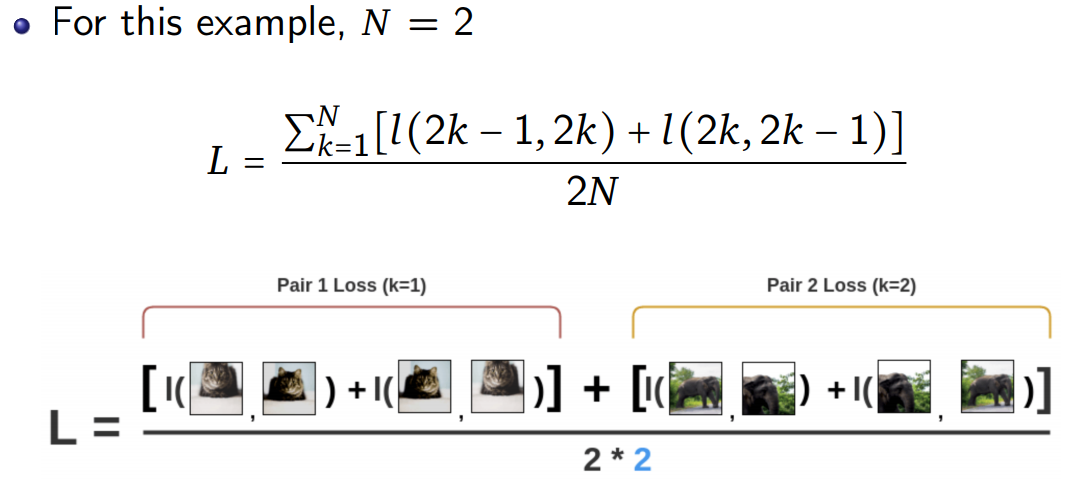 • For this example, N = 2
L = \frac{\sum_{k=1}^{N} [l(2k − 1, 2k) + l(2k, 2k − 1)]}{2N}
Pair 1 Loss (k=1) Pair 2 Loss (k=2)
[l( , ) + l( , )] + [l( , ) + l( , )]
L =
2 * 2